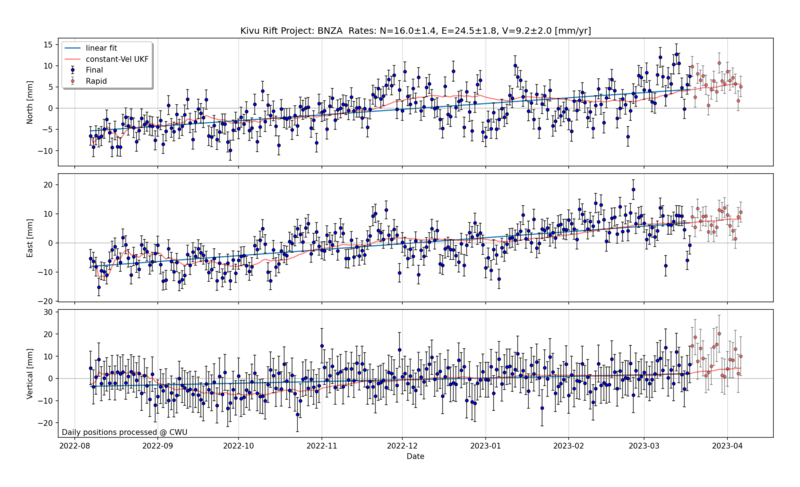 Kivu Rift Project: BNZA Rates: N=16.0±1.4, E=24.5±1.8, V=9.2±2.0 [mm/yr]
linear fit
constant-Vel UKF
Final
Rapid
North [mm]
15
10
5
0
−5
−10
East [mm]
20
10
0
−10
−20
Vertical [mm]
30
20
10
0
−10
−20
Daily positions processed @ CWU
2022-08 2022-09 2022-10 2022-11 2022-12 2023-01 2023-02 2023-03 2023-04
Date